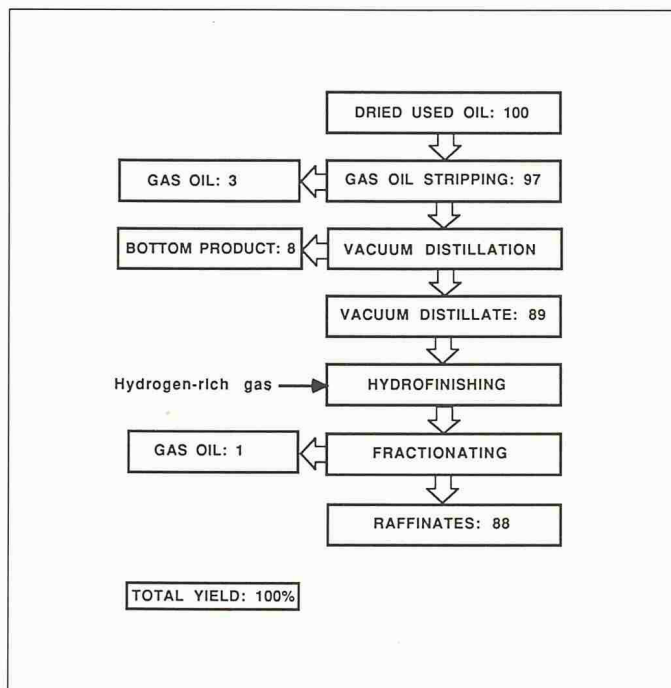 DRIED USED OIL: 100
GAS OIL: 3
GAS OIL STRIPPING: 97
BOTTOM PRODUCT: 8
VACUUM DISTILLATION
VACUUM DISTILLATE: 89
Hydrogen-rich gas
HYDROFINISHING
GAS OIL: 1
FRACTIONATING
RAFFINATES: 88
TOTAL YIELD: 100%